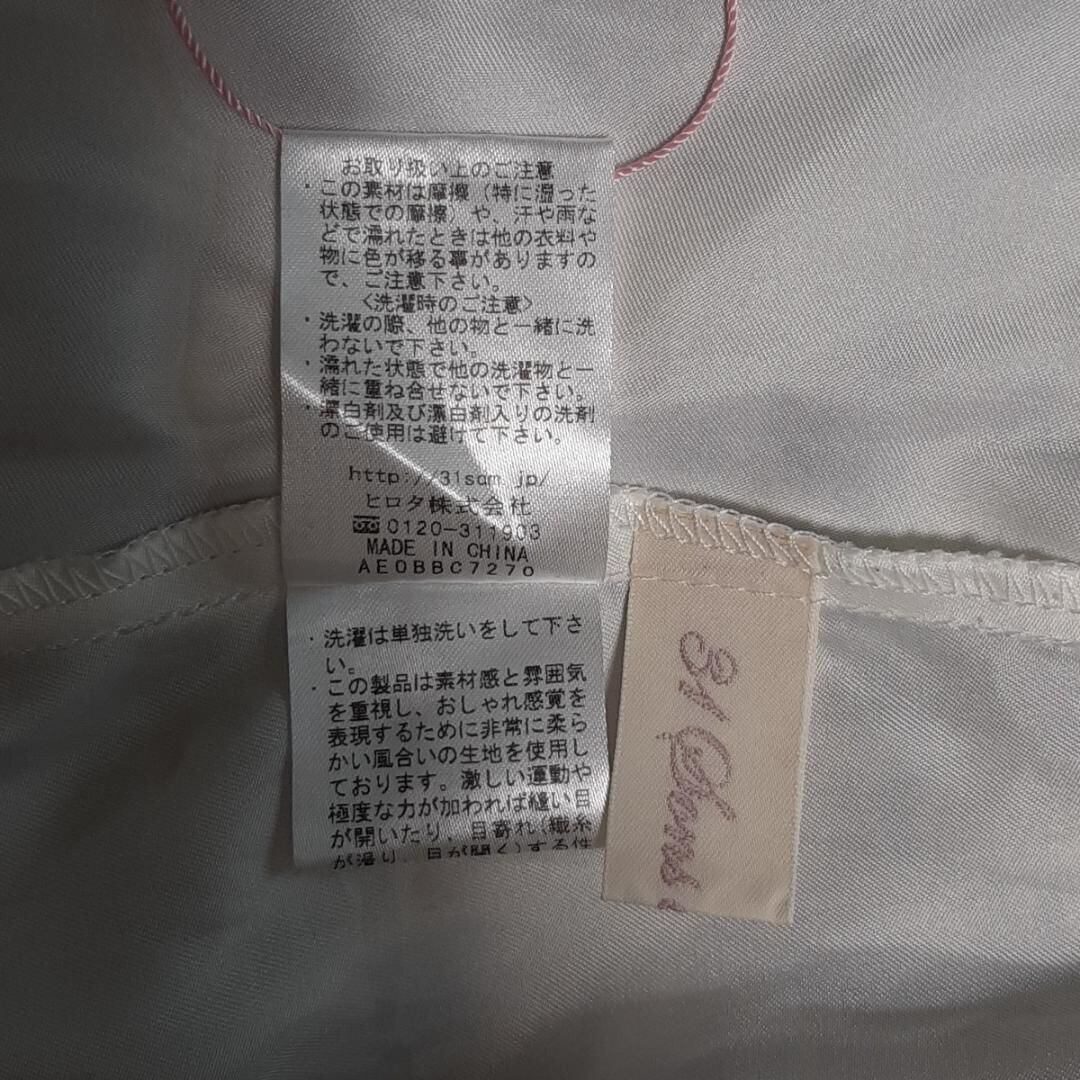 お取り扱い上のご注意
・この素材は摩擦（特に湿った
状態での摩擦）や、汗や雨な
どで濡れたときは他の衣料や
物に色が移る事がありますの
で、ご注意下さい。
<洗濯時のご注意>
・洗濯の際、他の物と一緒に洗
わないで下さい。
・濡れた状態で他の洗濯物と一
緒に重ね合せないで下さい。
・漂白剤及び漂白剤入りの洗剤
のご使用は避けて下さい。
http://31sam.jp/
ヒロタ株式会社
0120-311903
MADE IN CHINA
AE0BBC7270
・洗濯は単独洗いをして下さ
い。
・この製品は素材感と雰囲気
を重視し、おしゃれ感覚を
表現するために非常に柔ら
かい風合いの生地を使用し
ております。激しい運動や
極度な力が加われば縫い目
が開いたり、目寄れ(織糸
が滑り、目が開く)する性
31 Sons